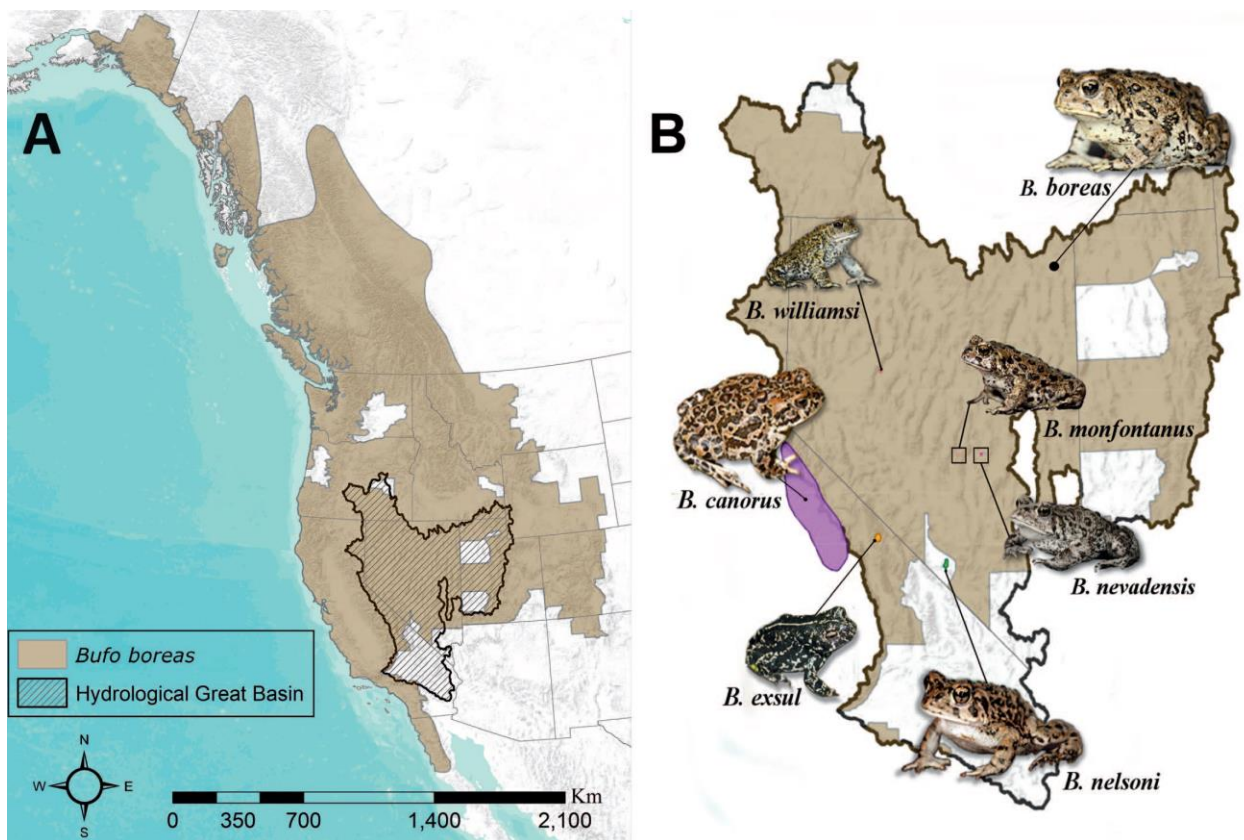 A
Bufo boreas
Hydrological Great Basin
N
W E
S
Km
0 350 700 1,400 2,100
B
B. boreas
B. williamsi
B. monfontanus
B. canorus
B. nevadensis
B. exsul
B. nelsoni